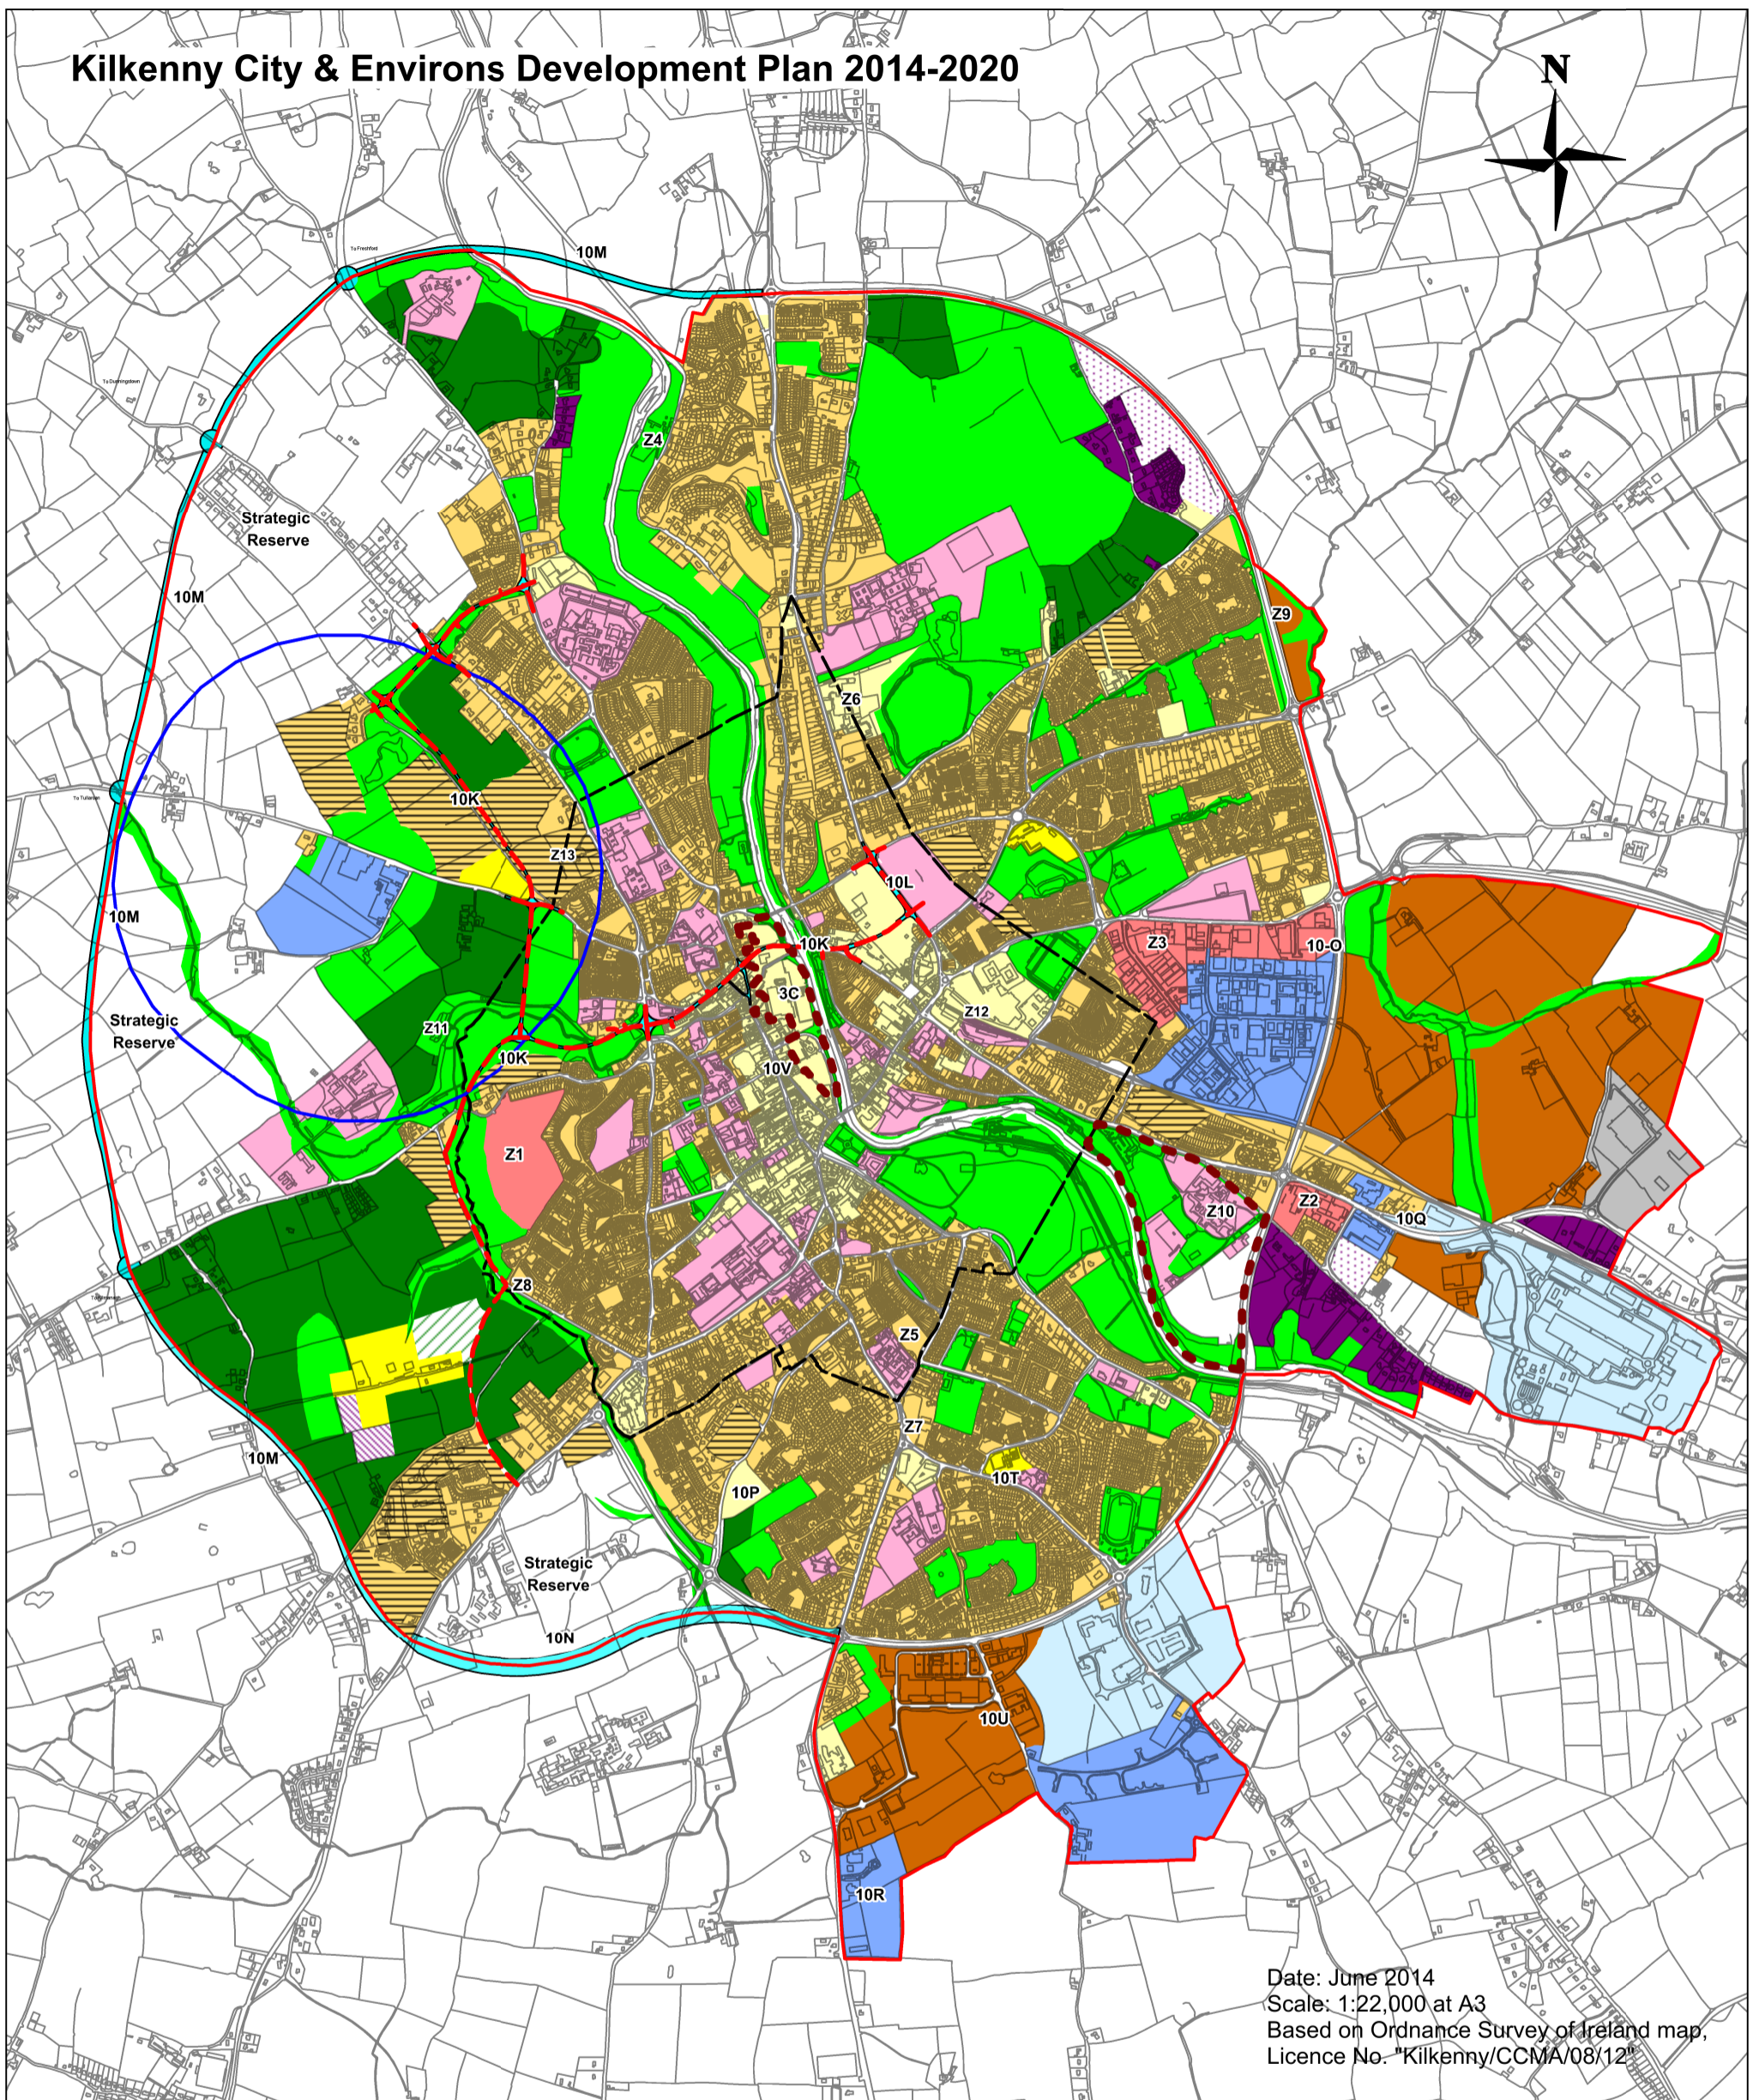 Kilkenny City & Environs Development Plan 2014-2020
N
To Freshford
10M
Z4
Strategic
Reserve
10M
Z9
Z6
10K
Z13
10L
10M
10K
Z3
10-O
3C
Z12
Strategic
Reserve
Z11
10K
10V
Z1
Z10
Z2
10Q
Z8
Z5
Z7
10M
10T
10P
Strategic
Reserve
10N
10U
10R
Date: June 2014
Scale: 1:22,000 at A3
Based on Ordnance Survey of Ireland map,
Licence No. "Kilkenny/CCMA/08/12"